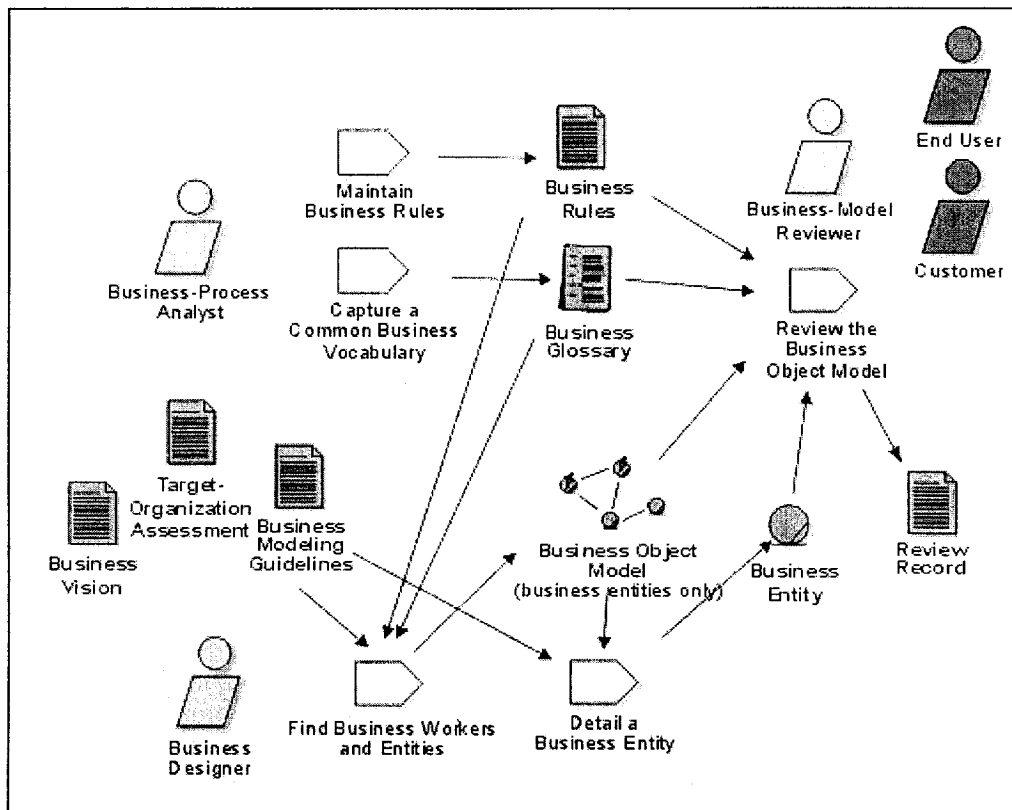 End User
Maintain
Business Rules
Business
Rules
Business-Model
Reviewer
Customer
Business-Process
Analyst
Capture a
Common Business
Vocabulary
Business
Glossary
Review the
Business
Object Model
Target-
Organization
Assessment
Business
Vision
Business
Modeling
Guidelines
Business Object
Model
(business entities only)
Business
Entity
Review
Record
Business
Designer
Find Business Workers
and Entities
Detail a
Business Entity